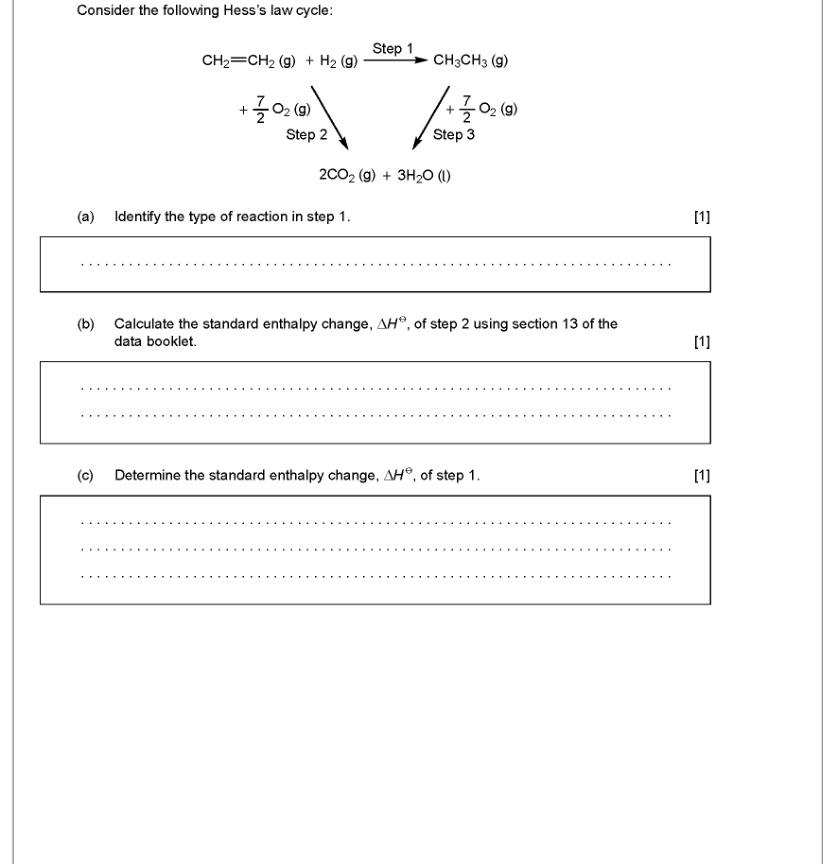 Consider the following Hess's law cycle:
Step 1
CH₂=CH₂ (g) + H₂ (g) CH₃CH₃ (g)
+ 7/2 O₂ (g) + 7/2 O₂ (g)
Step 2 Step 3
2CO₂ (g) + 3H₂O (l)
(a) Identify the type of reaction in step 1. [1]
(b) Calculate the standard enthalpy change, ΔH⦵, of step 2 using section 13 of the
data booklet. [1]
(c) Determine the standard enthalpy change, ΔH⦵, of step 1. [1]